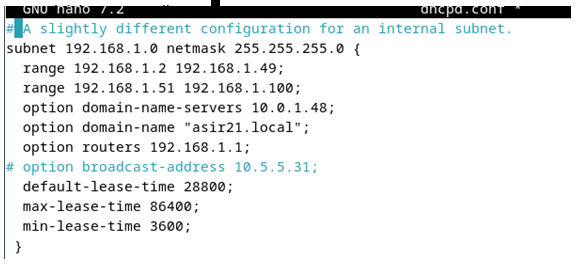 GNU nano 7.2 dhcpd.conf *
# A slightly different configuration for an internal subnet.
subnet 192.168.1.0 netmask 255.255.255.0 {
  range 192.168.1.2 192.168.1.49;
  range 192.168.1.51 192.168.1.100;
  option domain-name-servers 10.0.1.48;
  option domain-name "asir21.local";
  option routers 192.168.1.1;
# option broadcast-address 10.5.5.31;
  default-lease-time 28800;
  max-lease-time 86400;
  min-lease-time 3600;
 }